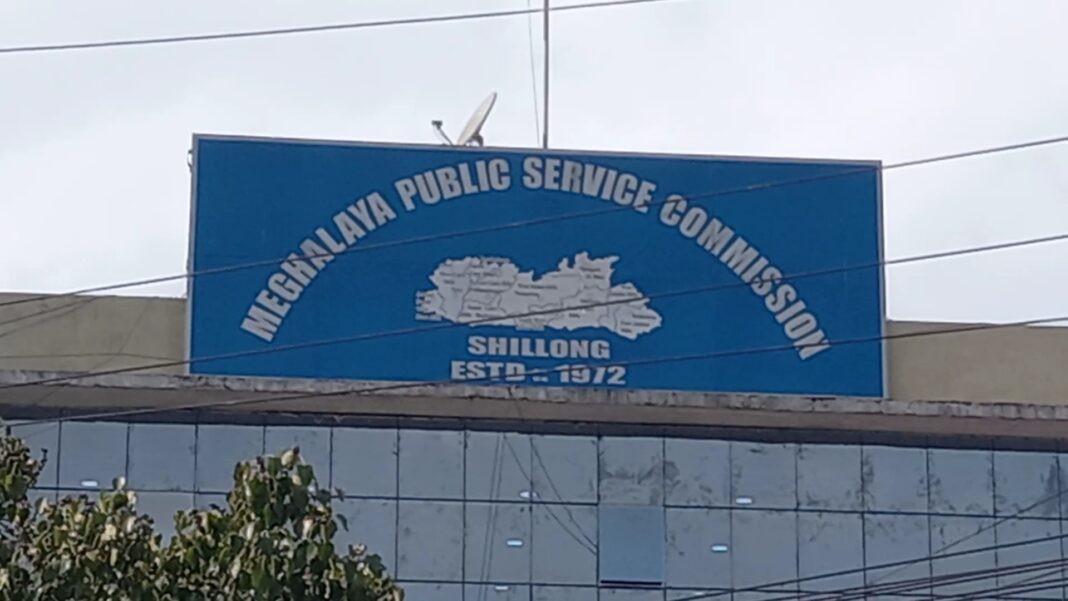 MEGHALAYA PUBLIC SERVICE COMMISSION
SHILLONG
ESTD .. 1972